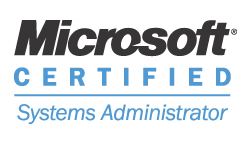 Microsoft®
CERTIFIED
Systems Administrator